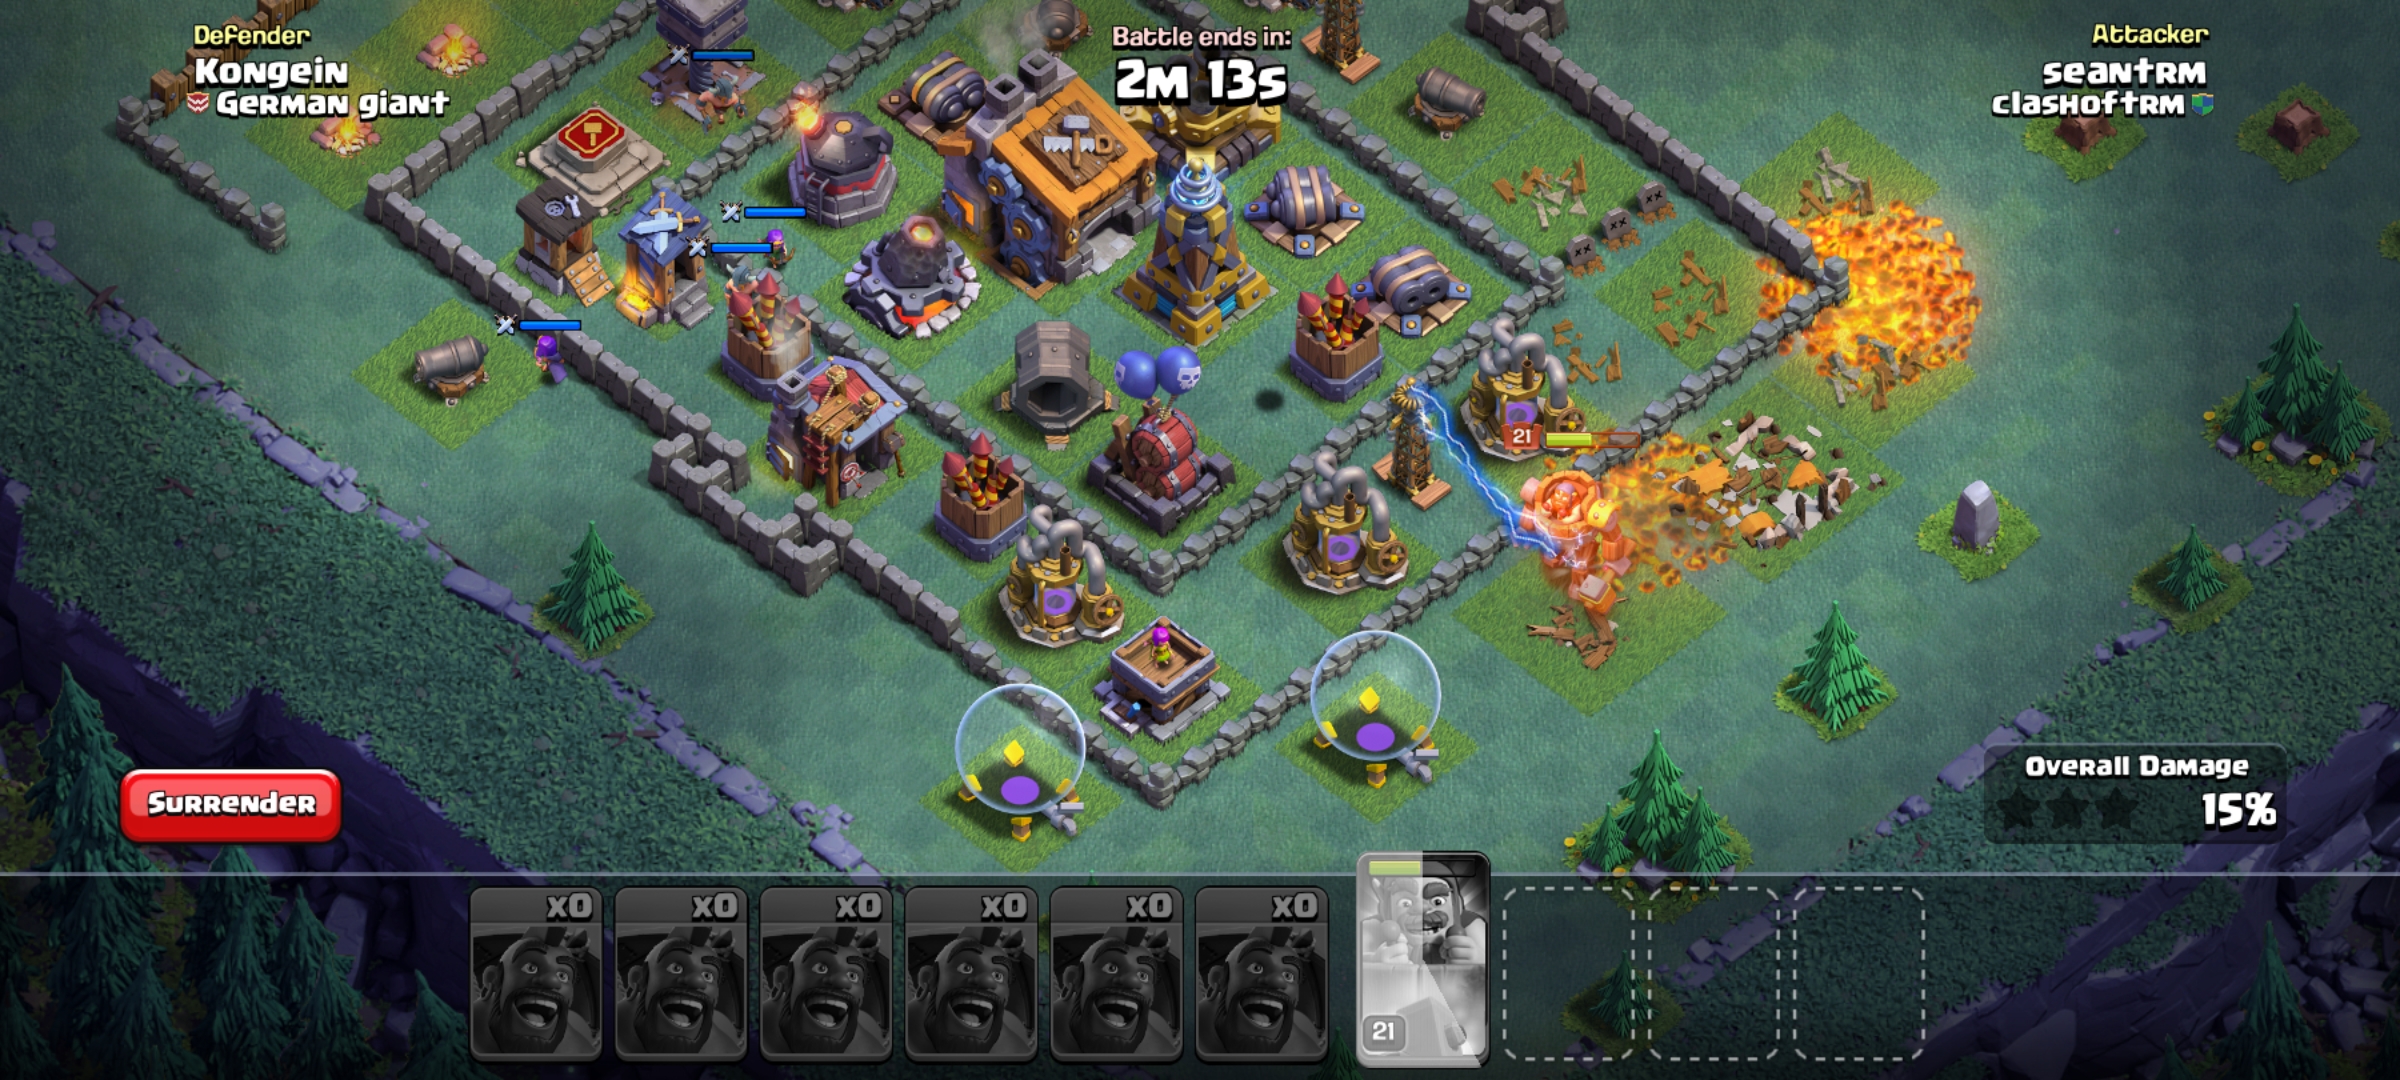 Defender
Kongein
German giant
Battle ends in:
2M 13s
Attacker
seantRM
clashoftRM
21
Surrender
Overall Damage
15%
x0
x0
x0
x0
x0
x0
21